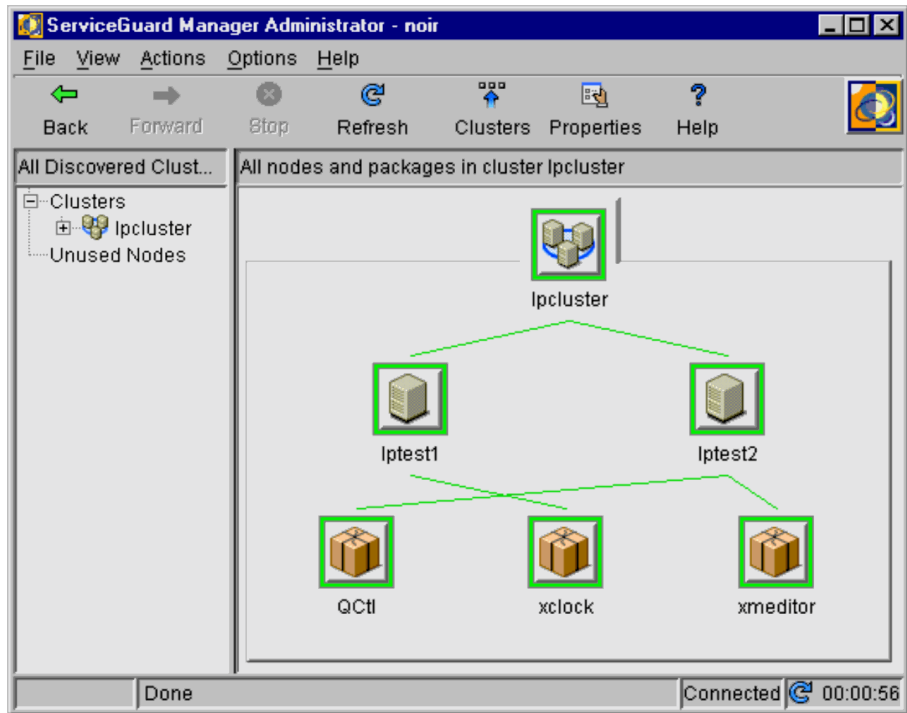 ServiceGuard Manager Administrator - noir
File View Actions Options Help
Back Forward Stop Refresh Clusters Properties Help
All Discovered Clust... All nodes and packages in cluster lpcluster
Clusters
lpcluster
Unused Nodes
lpcluster
lptest1 lptest2
QCtl xclock xmeditor
Done Connected 00:00:56